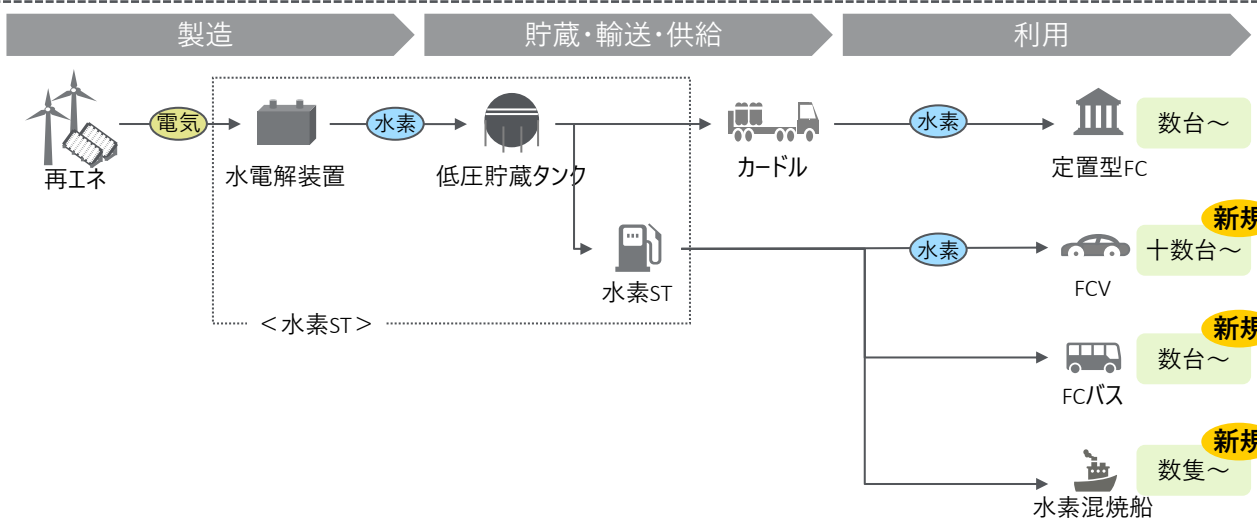 製造
貯蔵・輸送・供給
利用
電気
水素
水素
数台～
再エネ
水電解装置
低圧貯蔵タンク
カードル
定置型FC
新規
水素
十数台～
水素ST
FCV
＜水素ST＞
新規
数台～
FCバス
新規
数隻～
水素混焼船